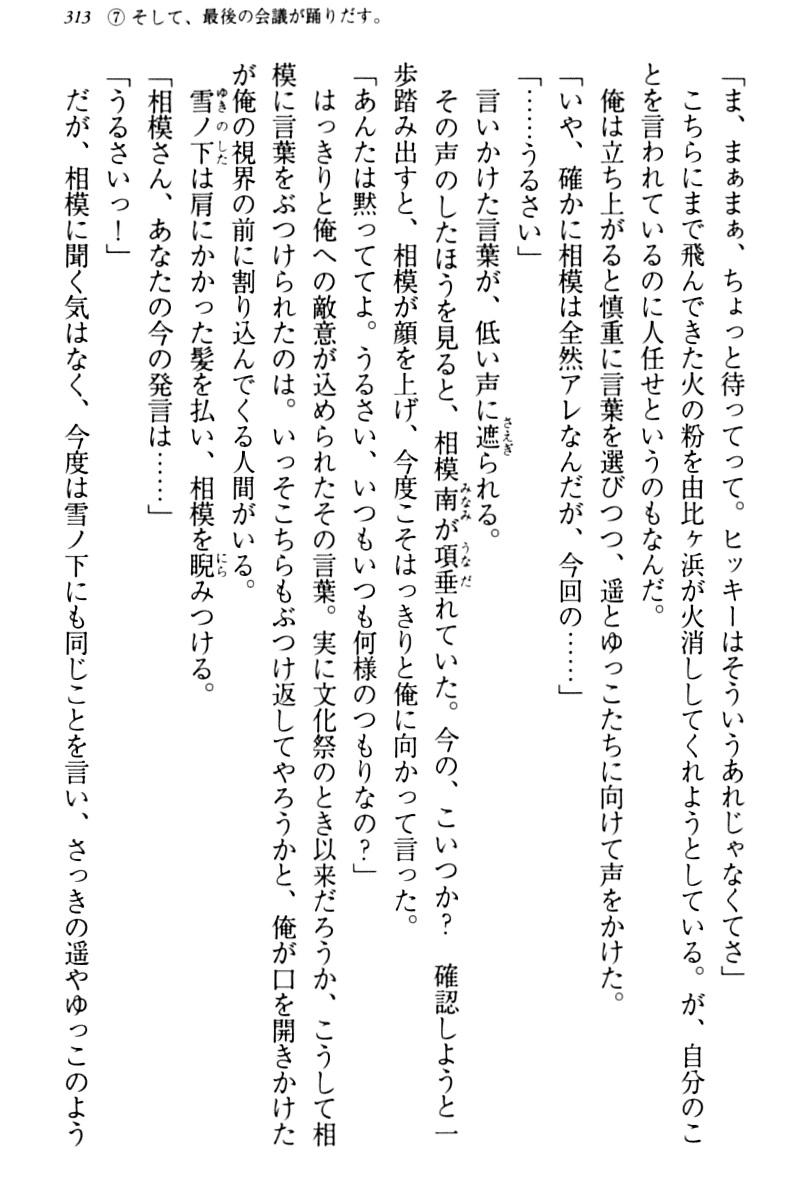 313 ⑦ そして、最後の会議が踊りだす。
「ま、まぁまぁ、ちょっと待ってって。ヒッキーはそういうあれじゃなくてさ」
こちらにまで飛んできた火の粉を由比ヶ浜が火消ししてくれようとしている。が、自分のこ
とを言われているのに人任せというのもなんだ。
俺は立ち上がると慎重に言葉を選びつつ、遥とゆっこたちに向けて声をかけた。
「いや、確かに相模は全然アレなんだが、今回の……」
「……うるさい」
言いかけた言葉が、低い声に遮られる。
その声のしたほうを見ると、相模南が項垂れていた。今の、こいつか？　確認しようと一
歩踏み出すと、相模が顔を上げ、今度こそはっきりと俺に向かって言った。
「あんたは黙っててよ。うるさい、いつもいつも何様のつもりなの？」
はっきりと俺への敵意が込められたその言葉。実に文化祭のとき以来だろうか、こうして相
模に言葉をぶつけられたのは。いっそこちらもぶつけ返してやろうかと、俺が口を開きかけた
が俺の視界の前に割り込んでくる人間がいる。
雪ノ下は肩にかかった髪を払い、相模を睨みつける。
「相模さん、あなたの今の発言は……」
「うるさいっ！」
だが、相模に聞く気はなく、今度は雪ノ下にも同じことを言い、さっきの遥やゆっこのよう